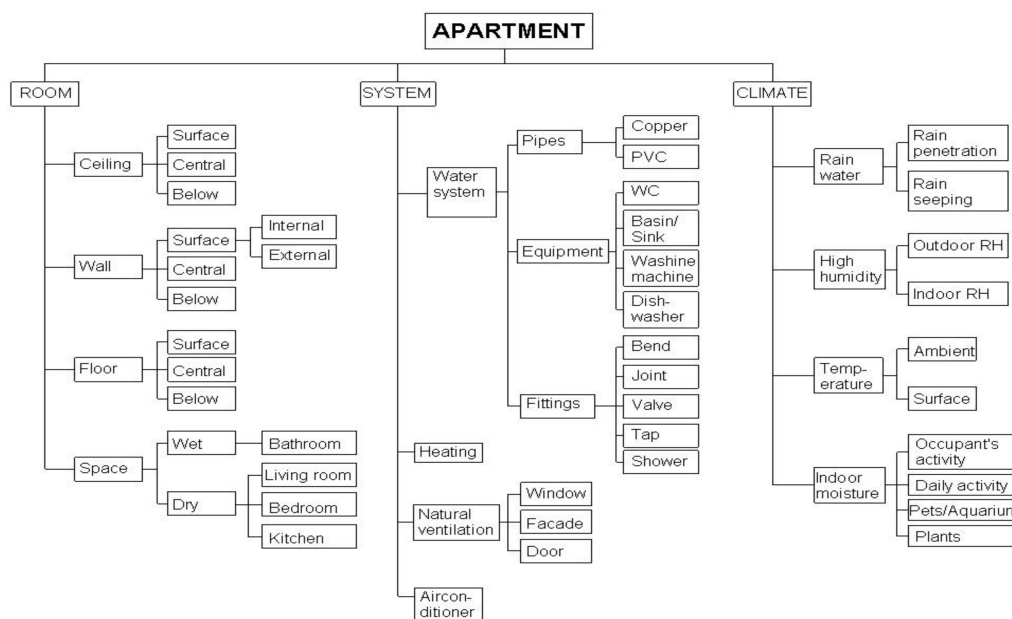 APARTMENT
ROOM
SYSTEM
CLIMATE
Ceiling
Surface
Central
Below
Wall
Surface
Internal
External
Central
Below
Floor
Surface
Central
Below
Space
Wet
Bathroom
Dry
Living room
Bedroom
Kitchen
Water
system
Pipes
Copper
PVC
Equipment
WC
Basin/
Sink
Washine
machine
Dish-
washer
Fittings
Bend
Joint
Valve
Tap
Shower
Heating
Natural
ventilation
Window
Facade
Door
Aircon-
ditioner
Rain
water
Rain
penetration
Rain
seeping
High
humidity
Outdoor RH
Indoor RH
Temp-
erature
Ambient
Surface
Indoor
moisture
Occupant's
activity
Daily activity
Pets/Aquarium
Plants